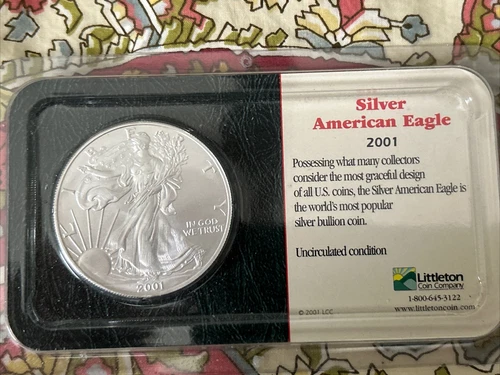 L
I
T
Y
IN GOD
WE TRUST
2001
Silver
American Eagle
2001
Possessing what many collectors
consider the most graceful design
of all U.S. coins, the Silver American Eagle is
the world's most popular
silver bullion coin.
Uncirculated condition
Littleton
Coin Company
1-800-645-3122
www.littletoncoin.com
© 2001 LCC